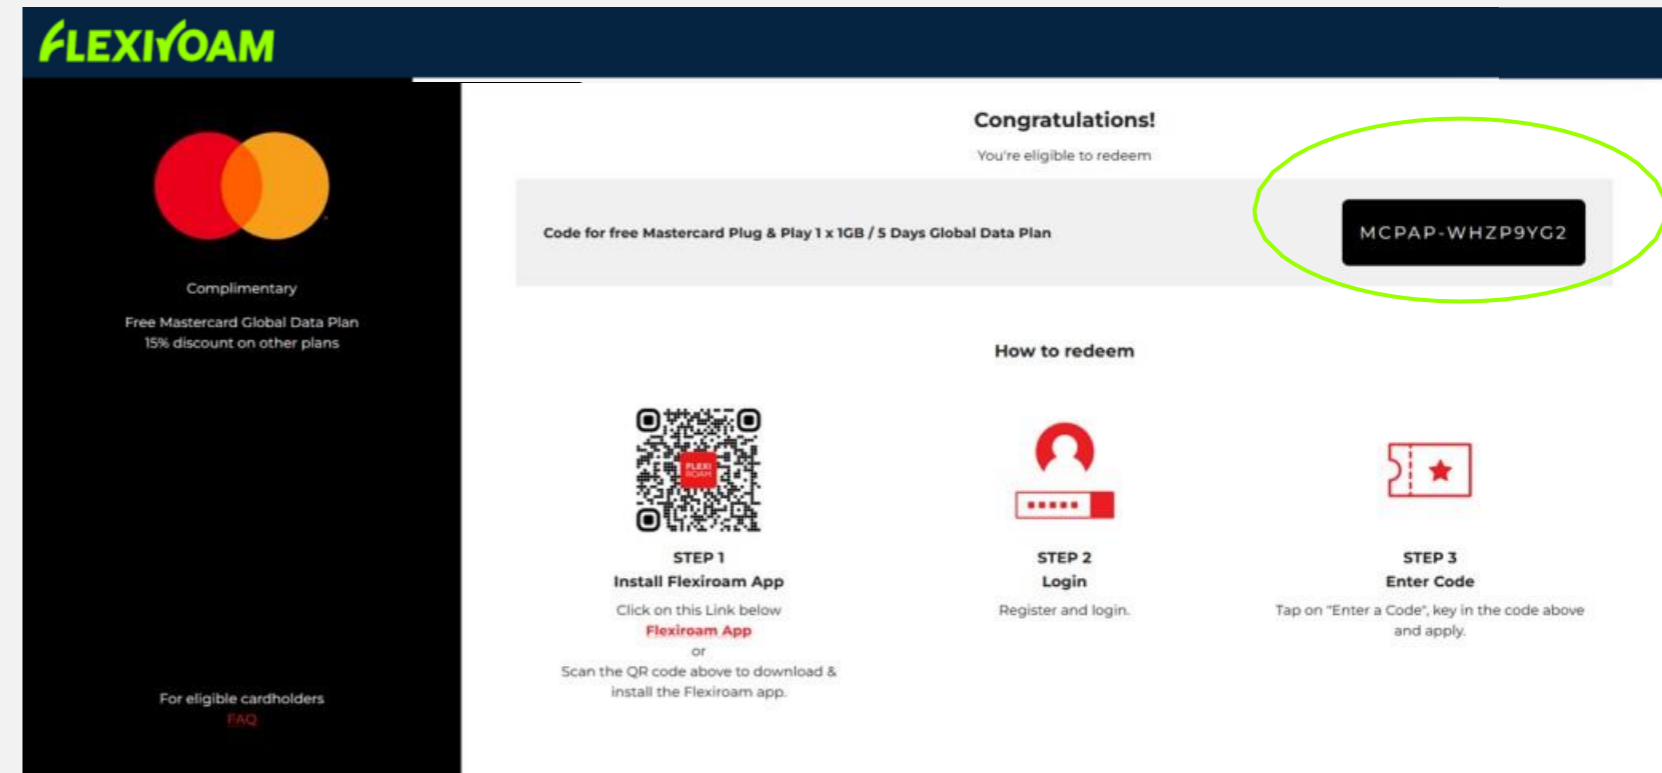 FLEXIROAM
Congratulations!
You're eligible to redeem
Code for free Mastercard Plug & Play 1 x 1GB / 5 Days Global Data Plan
MCPAP-WHZP9YG2
Complimentary
Free Mastercard Global Data Plan
15% discount on other plans
For eligible cardholders
FAQ
How to redeem
FLEXI
ROAM
STEP 1
Install Flexiroam App
Click on this Link below
Flexiroam App
or
Scan the QR code above to download &
install the Flexiroam app.
STEP 2
Login
Register and login.
STEP 3
Enter Code
Tap on "Enter a Code", key in the code above
and apply.